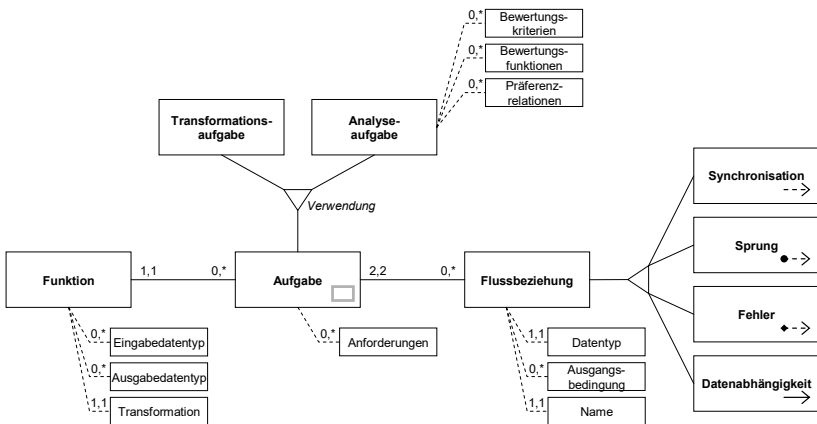 0,*
Bewertungs-
kriterien
0,*
Bewertungs-
funktionen
0,*
Präferenz-
relationen
Transformations-
aufgabe
Analyse-
aufgabe
Verwendung
Synchronisation
Sprung
Fehler
Datenabhängigkeit
Funktion
1,1
0,*
Aufgabe
2,2
0,*
Flussbeziehung
0,*
Eingabedatentyp
0,*
Ausgabedatentyp
1,1
Transformation
0,*
Anforderungen
1,1
Datentyp
0,*
Ausgangs-
bedingung
1,1
Name